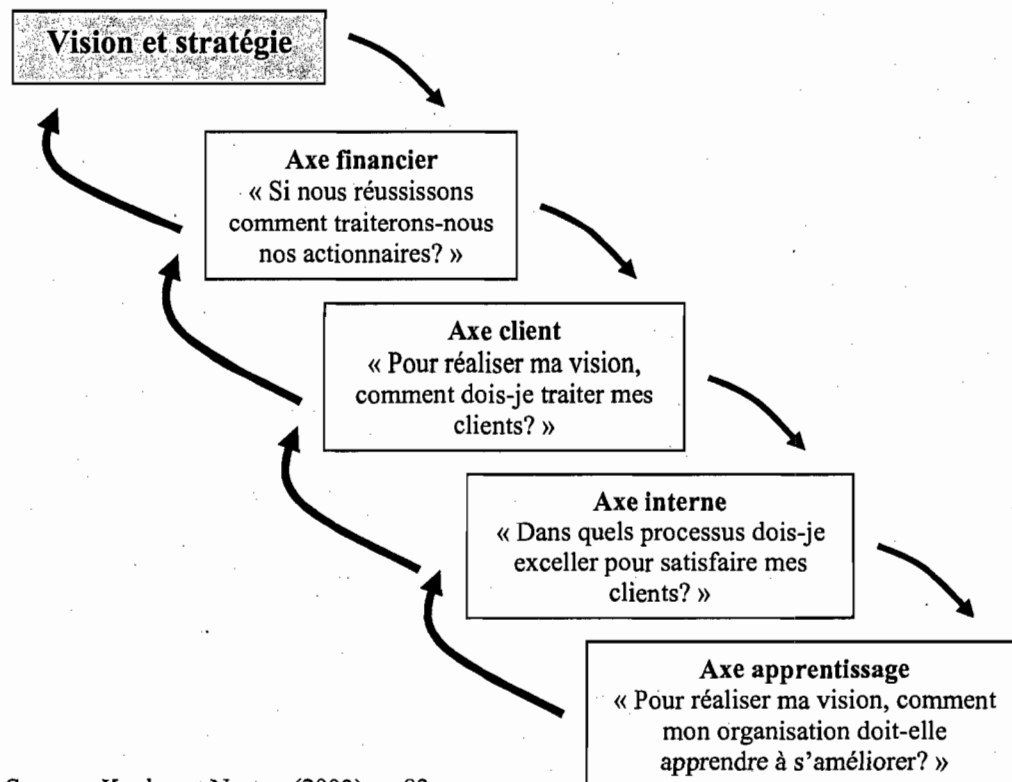 Vision et stratégie
Axe financier
« Si nous réussissons
comment traiterons-nous
nos actionnaires? »
Axe client
« Pour réaliser ma vision,
comment dois-je traiter mes
clients? »
Axe interne
« Dans quels processus dois-je
exceller pour satisfaire mes
clients? »
Axe apprentissage
« Pour réaliser ma vision, comment
mon organisation doit-elle
apprendre à s'améliorer? »